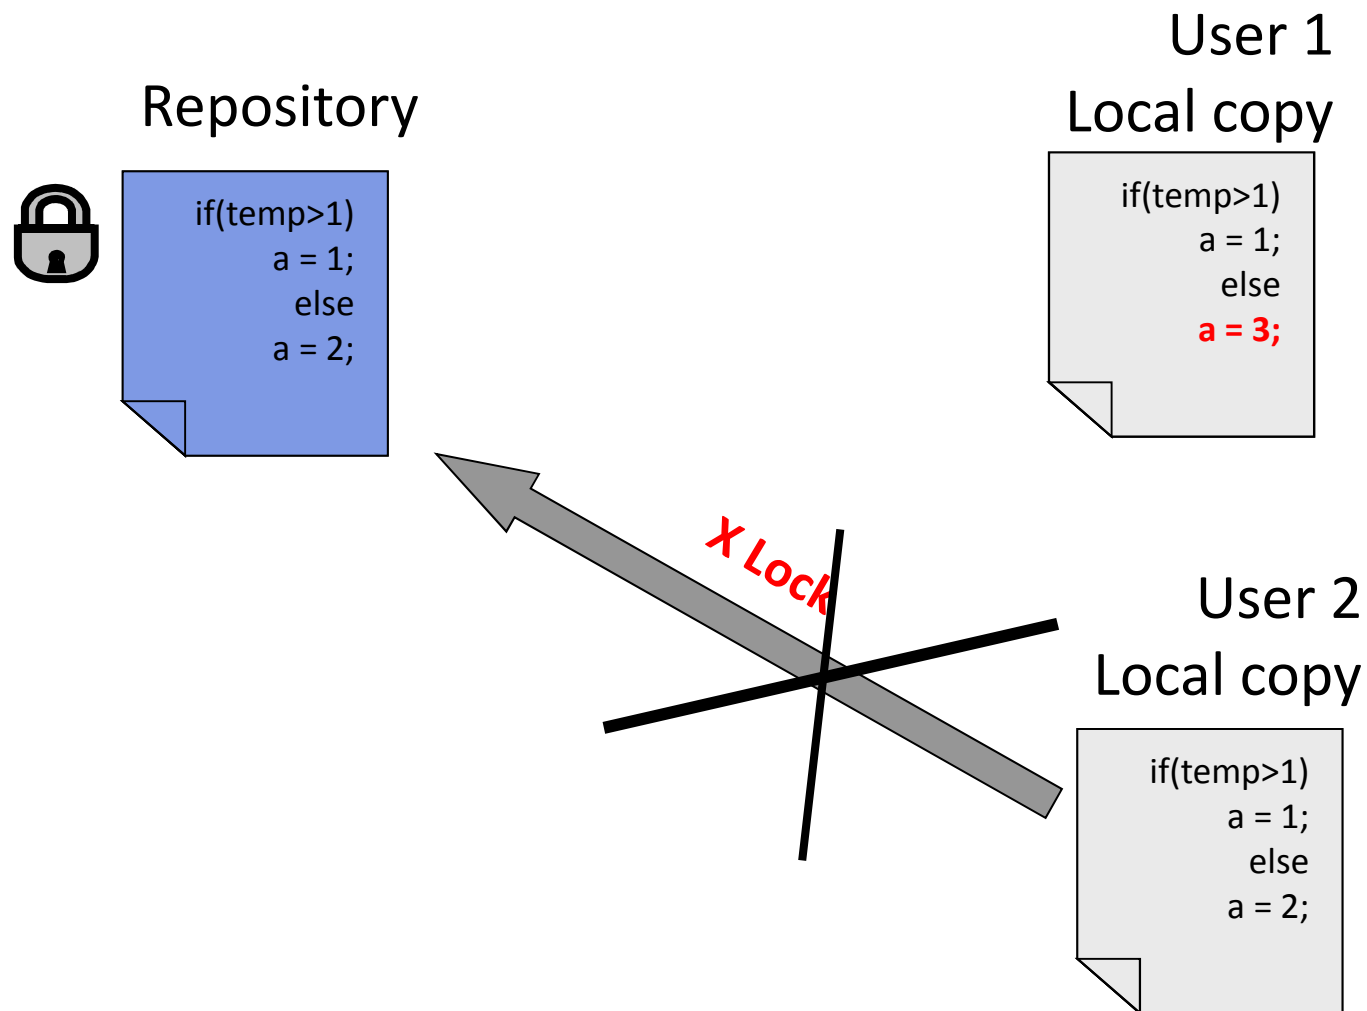 Repository
if(temp>1)
a = 1;
else
a = 2;
User 1
Local copy
if(temp>1)
a = 1;
else
a = 3;
X Lock
User 2
Local copy
if(temp>1)
a = 1;
else
a = 2;